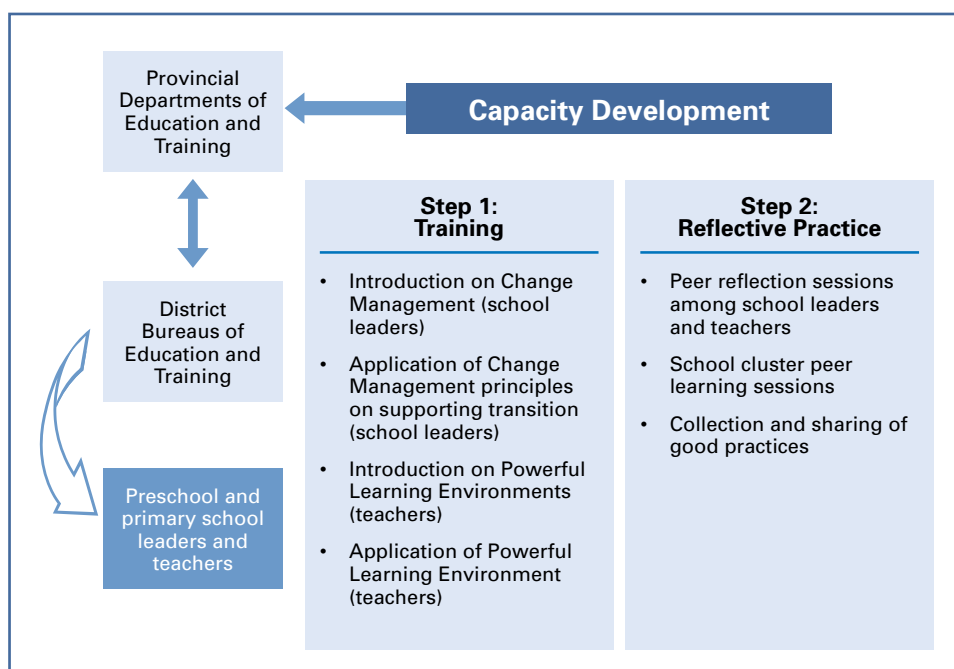 Provincial
Departments of
Education and
Training
Capacity Development
District
Bureaus of
Education and
Training
Preschool and
primary school
leaders and
teachers
Step 1:
Training
• Introduction on Change
Management (school
leaders)
• Application of Change
Management principles
on supporting transition
(school leaders)
• Introduction on Powerful
Learning Environments
(teachers)
• Application of Powerful
Learning Environment
(teachers)
Step 2:
Reflective Practice
• Peer reflection sessions
among school leaders
and teachers
• School cluster peer
learning sessions
• Collection and sharing of
good practices